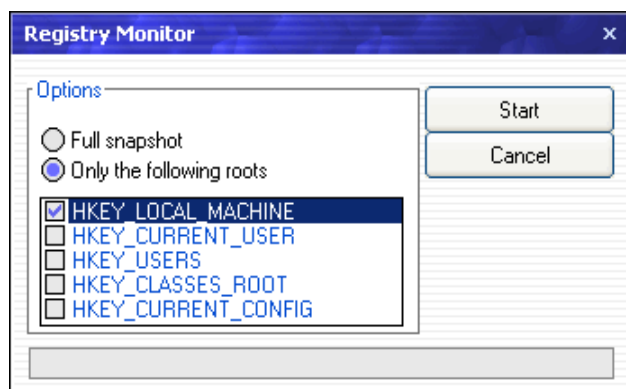 Registry Monitor
Options
Full snapshot
Only the following roots
HKEY_LOCAL_MACHINE
HKEY_CURRENT_USER
HKEY_USERS
HKEY_CLASSES_ROOT
HKEY_CURRENT_CONFIG
Start
Cancel